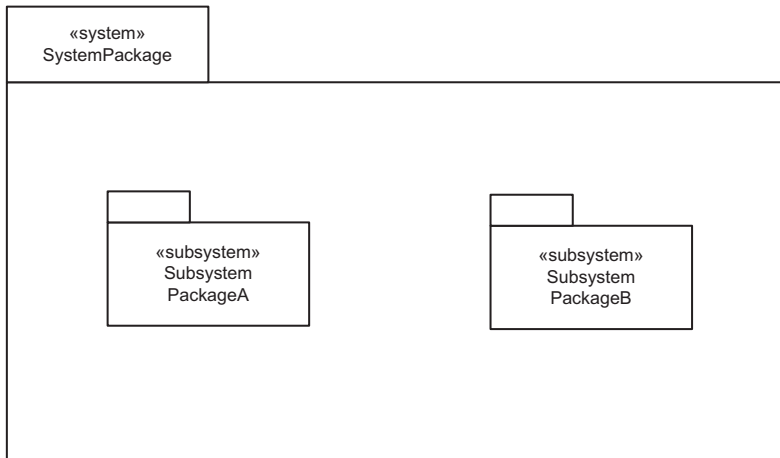 «system»
SystemPackage
«subsystem»
Subsystem
PackageA
«subsystem»
Subsystem
PackageB